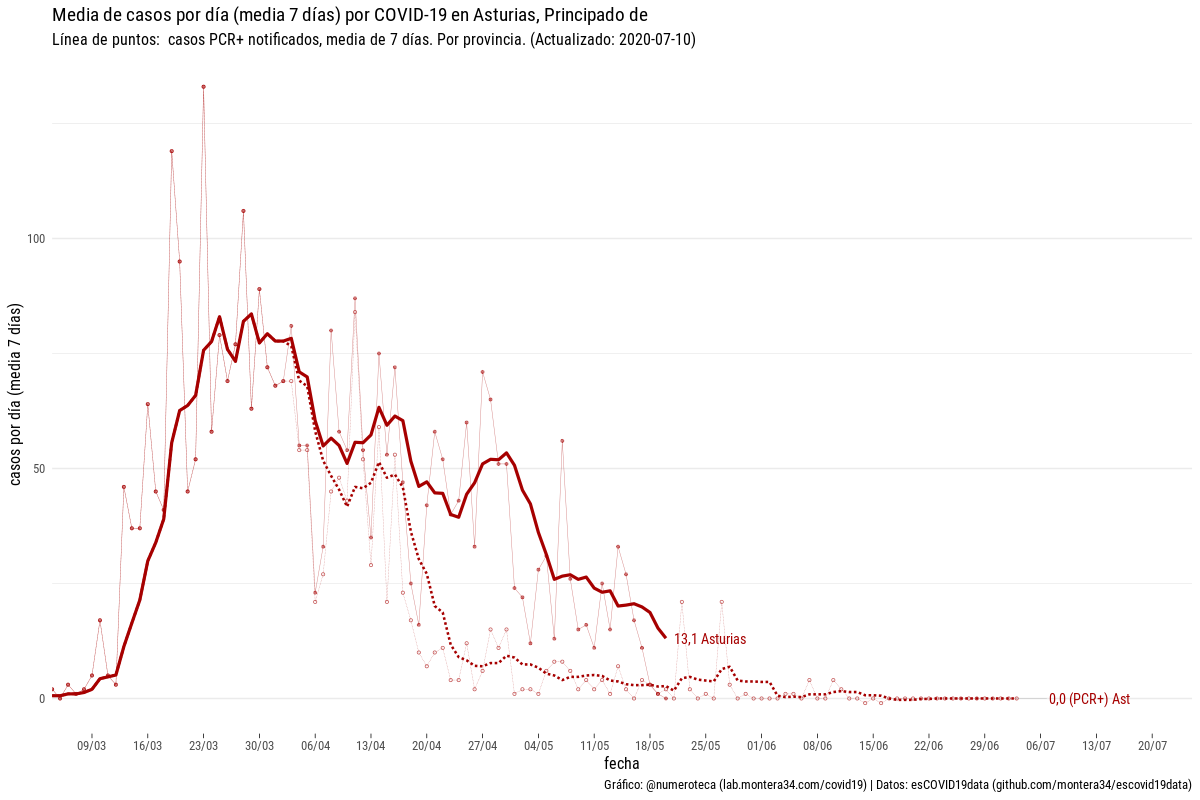 Media de casos por día (media 7 días) por COVID-19 en Asturias, Principado de
Línea de puntos:  casos PCR+ notificados, media de 7 días. Por provincia. (Actualizado: 2020-07-10)
casos por día (media 7 días)
100
50
0
13,1 Asturias
0,0 (PCR+) Ast
09/03 16/03 23/03 30/03 06/04 13/04 20/04 27/04 04/05 11/05 18/05 25/05 01/06 08/06 15/06 22/06 29/06 06/07 13/07 20/07
fecha
Gráfico: @numeroteca (lab.montera34.com/covid19) | Datos: esCOVID19data (github.com/montera34/escovid19data)